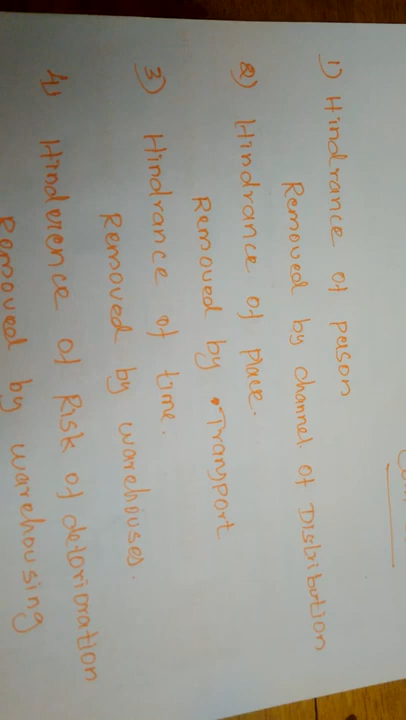 1) Hindrance of person
Removed by channel of Distribution
2) Hindrance of place.
Removed by Transport
3) Hindrance of time.
Removed by warehouses.
4) Hinderence of Risk of detorioration
Removed by warehousing